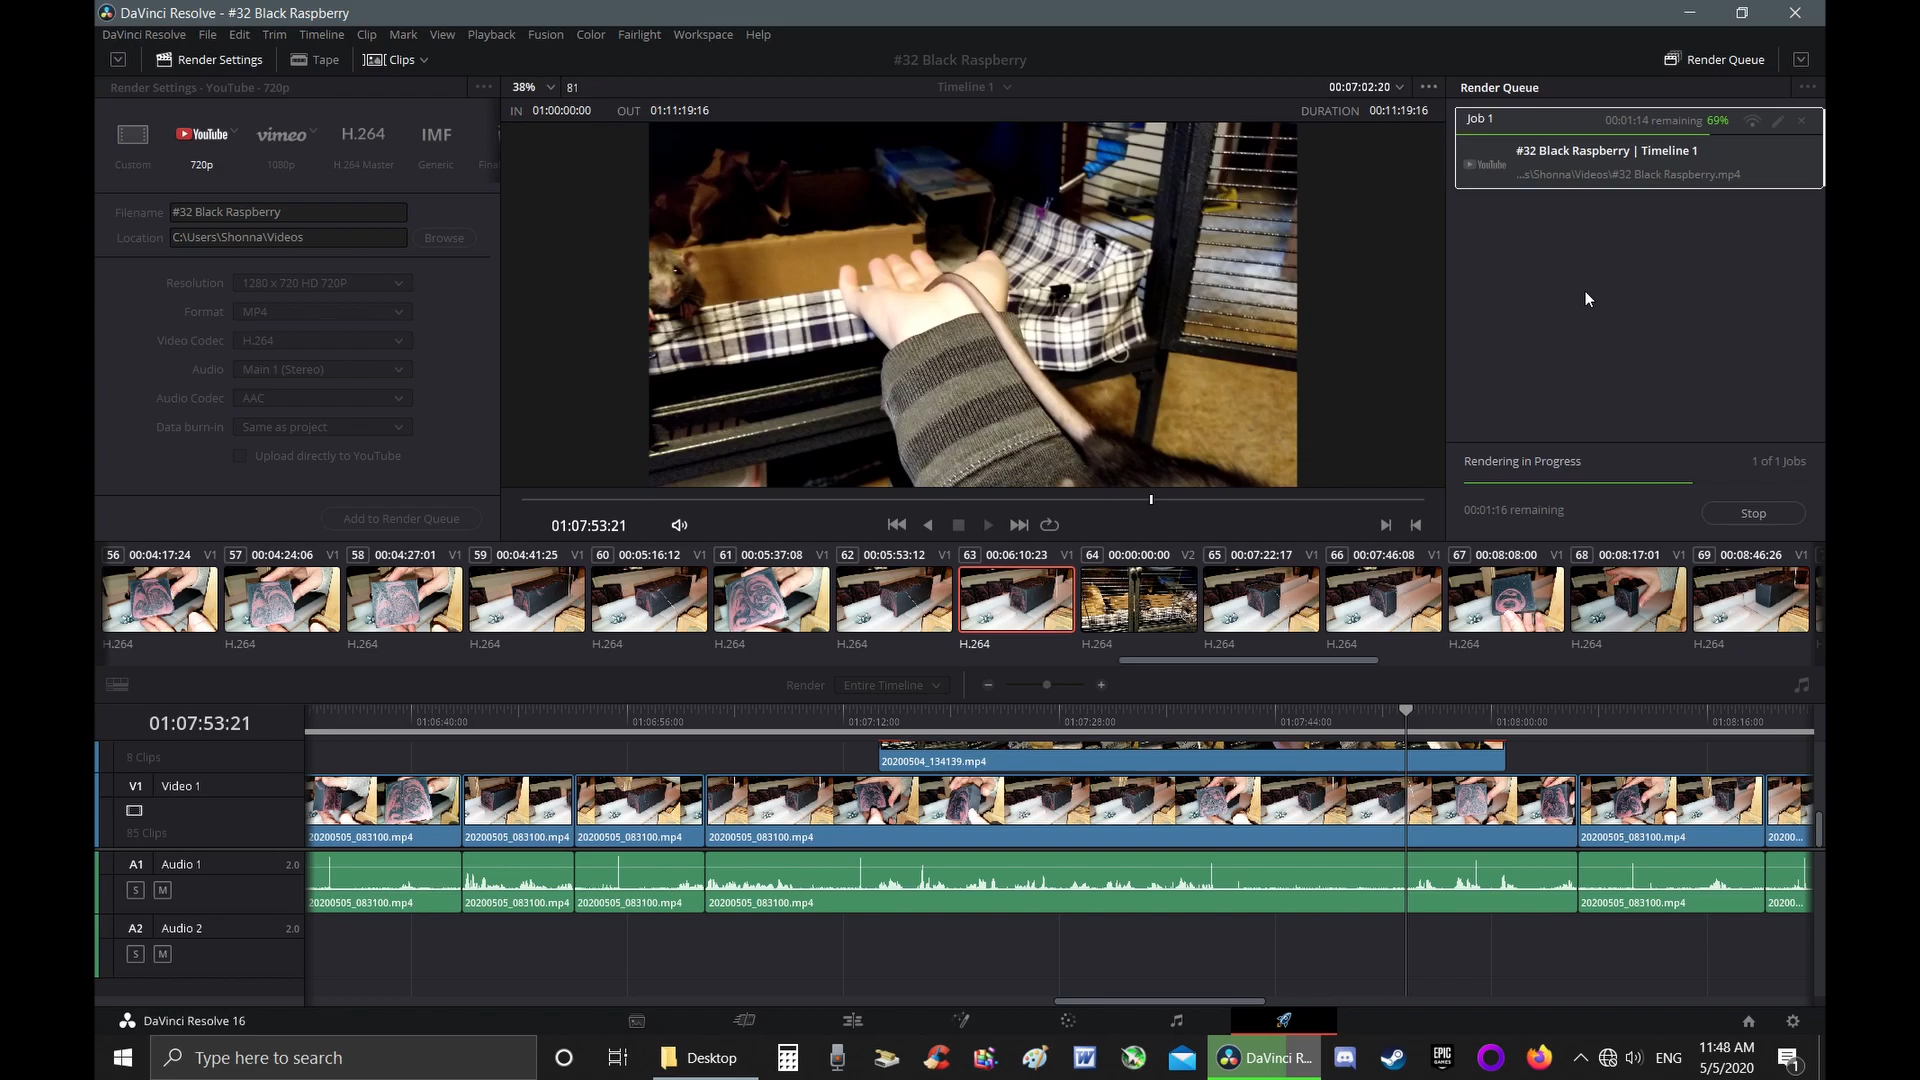 DaVinci Resolve - #32 Black Raspberry
DaVinci Resolve File Edit Trim Timeline Clip Mark View Playback Fusion Color Fairlight Workspace Help
Render Settings Tape Clips #32 Black Raspberry Render Queue
Render Settings - YouTube - 720p ••• 38% 81 Timeline 1 00:07:02:20 ••• Render Queue •••
IN 01:00:00:00 OUT 01:11:19:16 DURATION 00:11:19:16
Job 1 00:01:14 remaining 69%
YouTube vimeo H.264 IMF
Custom 720p 1080p H.264 Master Generic Fina
#32 Black Raspberry | Timeline 1
YouTube ...s\Shonna\Videos\#32 Black Raspberry.mp4
Filename #32 Black Raspberry
Location C:\Users\Shonna\Videos Browse
Resolution 1280 x 720 HD 720P
Format MP4
Video Codec H.264
Audio Main 1 (Stereo)
Audio Codec AAC
Data burn-in Same as project
Upload directly to YouTube
Rendering in Progress 1 of 1 Jobs
00:01:16 remaining Stop
Add to Render Queue
01:07:53:21
56 00:04:17:24 V1 57 00:04:24:06 V1 58 00:04:27:01 V1 59 00:04:41:25 V1 60 00:05:16:12 V1 61 00:05:37:08 V1 62 00:05:53:12 V1 63 00:06:10:23 V1 64 00:00:00:00 V2 65 00:07:22:17 V1 66 00:07:46:08 V1 67 00:08:08:00 V1 68 00:08:17:01 V1 69 00:08:46:26 V1
H.264 H.264 H.264 H.264 H.264 H.264 H.264 H.264 H.264 H.264 H.264 H.264 H.264 H.264
Render Entire Timeline
01:07:53:21 01:06:40:00 01:06:56:00 01:07:12:00 01:07:28:00 01:07:44:00 01:08:00:00 01:08:16:00
8 Clips 20200504_134139.mp4
V1 Video 1
85 Clips
20200505_083100.mp4 20200505_083100.mp4 20200505_083100.mp4 20200505_083100.mp4 20200505_083100.mp4 20200...
A1 Audio 1 2.0
S M
20200505_083100.mp4 20200505_083100.mp4 20200505_083100.mp4 20200505_083100.mp4 20200505_083100.mp4 20200...
A2 Audio 2 2.0
S M
DaVinci Resolve 16
Type here to search Desktop W DaVinci R... EPIC GAMES ENG 11:48 AM
5/5/2020 1